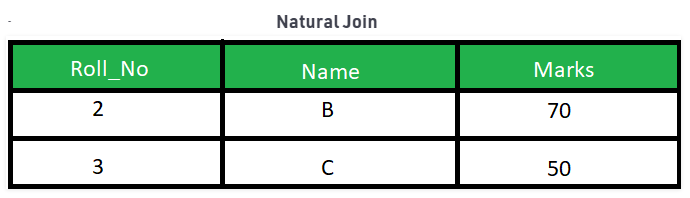 Natural Join
Roll_No Name Marks
2 B 70
3 C 50